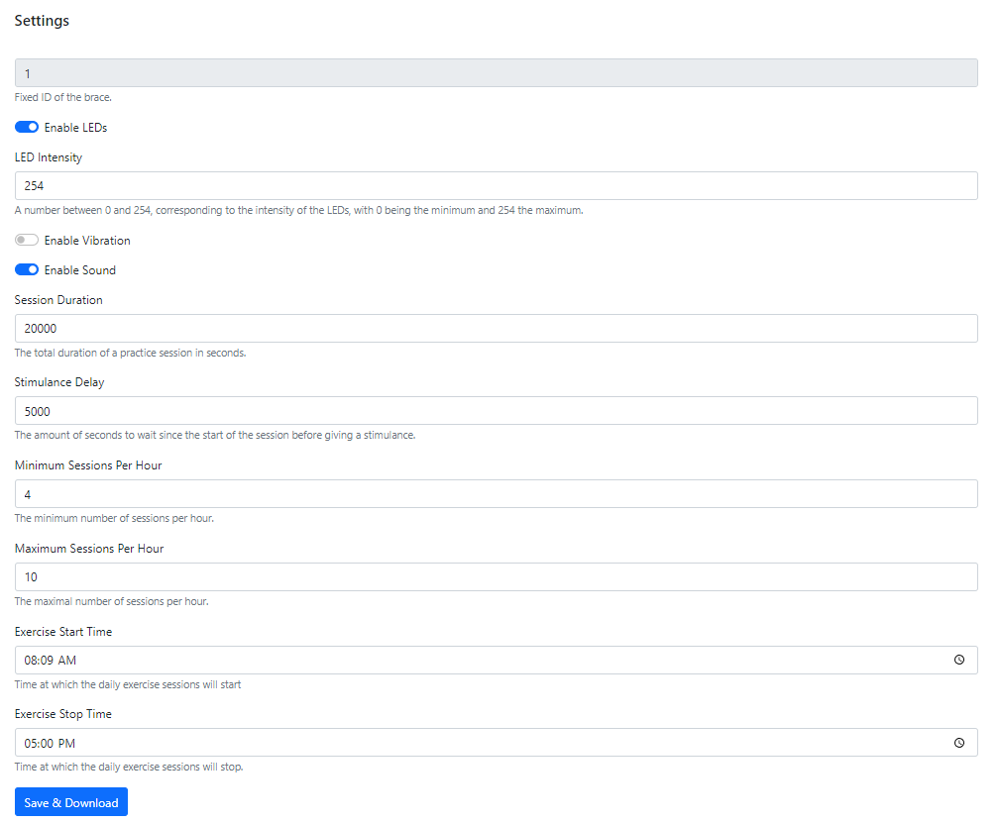 Settings
1
Fixed ID of the brace.
Enable LEDs
LED Intensity
254
A number between 0 and 254, corresponding to the intensity of the LEDs, with 0 being the minimum and 254 the maximum.
Enable Vibration
Enable Sound
Session Duration
20000
The total duration of a practice session in seconds.
Stimulance Delay
5000
The amount of seconds to wait since the start of the session before giving a stimulance.
Minimum Sessions Per Hour
4
The minimum number of sessions per hour.
Maximum Sessions Per Hour
10
The maximal number of sessions per hour.
Exercise Start Time
08:09 AM
Time at which the daily exercise sessions will start
Exercise Stop Time
05:00 PM
Time at which the daily exercise sessions will stop.
Save & Download